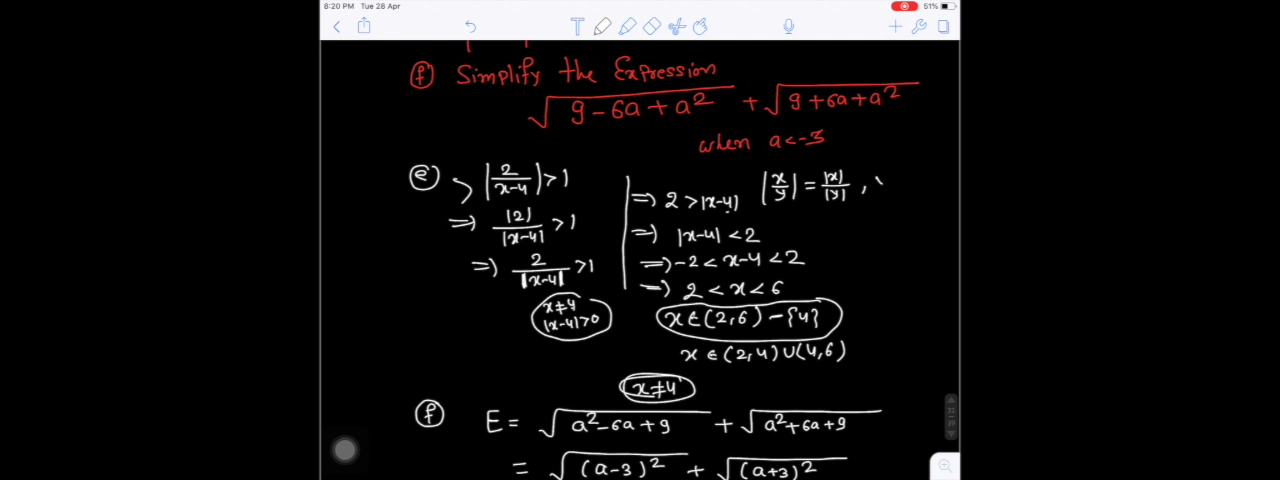 8:20 PM Tue 28 Apr
51%
(f) Simplify the Expression
√(9-6a+a²) + √(9+6a+a²)
when a<-3
(e) |2/(x-4)| > 1
⇒ |2|/|x-4| > 1
⇒ 2/|x-4| > 1
x≠4
|x-4|>0
⇒ 2 > |x-4|
|x/y| = |x|/|y| ,
⇒ |x-4| < 2
⇒ -2 < x-4 < 2
⇒ 2 < x < 6
x∈(2,6) - {4}
x ∈ (2,4)∪(4,6)
x≠4
(f) E = √(a²-6a+9) + √(a²+6a+9)
= √((a-3)²) + √((a+3)²)